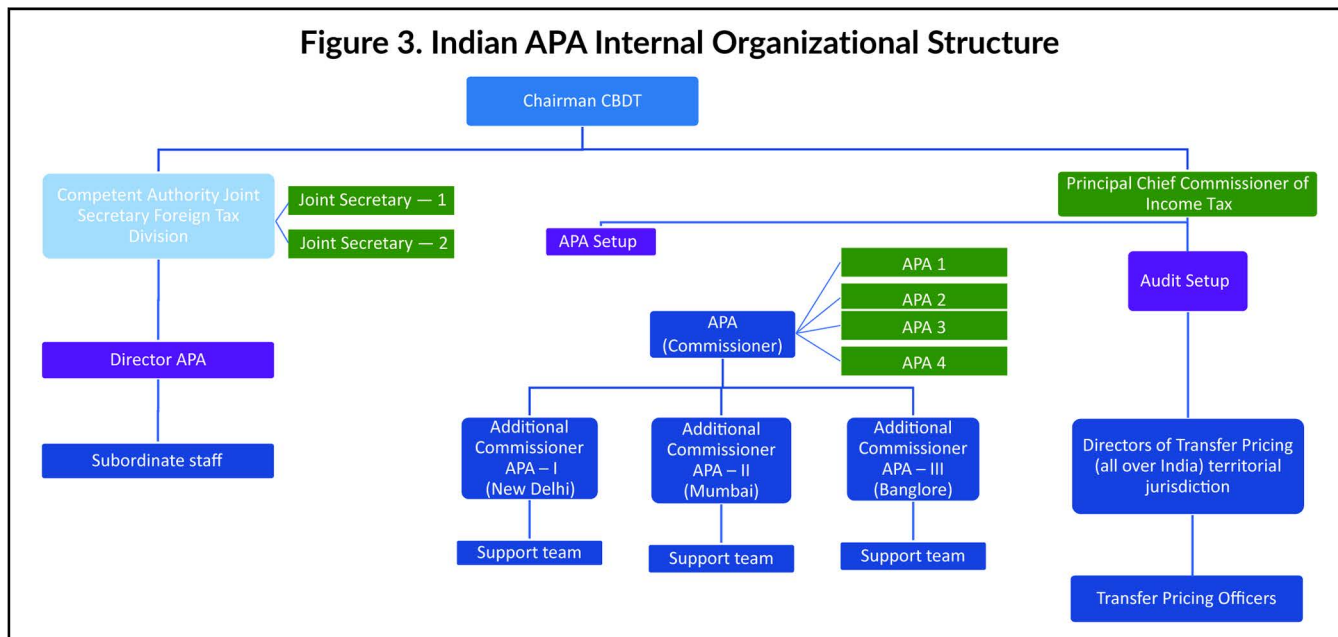 Figure 3. Indian APA Internal Organizational Structure
Chairman CBDT
Competent Authority Joint
Secretary Foreign Tax
Division
Joint Secretary — 1
Joint Secretary — 2
Director APA
Subordinate staff
Principal Chief Commissioner of
Income Tax
APA Setup
APA
(Commissioner)
APA 1
APA 2
APA 3
APA 4
Additional
Commissioner
APA – I
(New Delhi)
Support team
Additional
Commissioner
APA – II
(Mumbai)
Support team
Additional
Commissioner
APA – III
(Banglore)
Support team
Audit Setup
Directors of Transfer Pricing
(all over India) territorial
jurisdiction
Transfer Pricing Officers